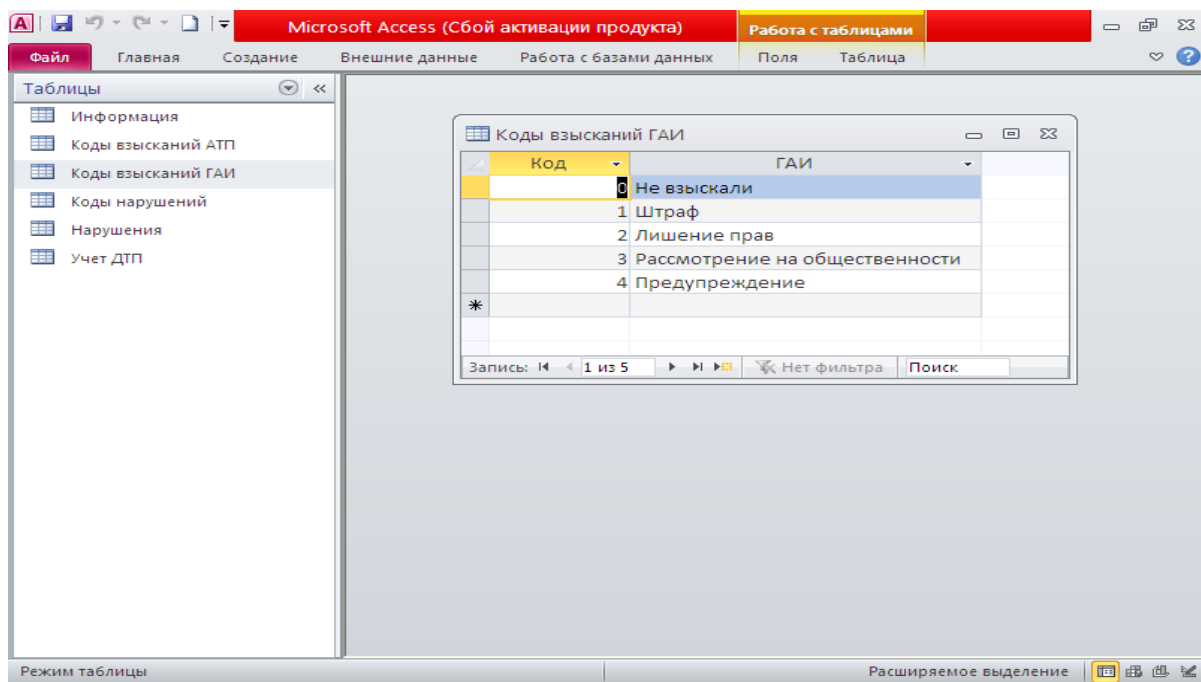 Microsoft Access (Сбой активации продукта)
Работа с таблицами
Файл Главная Создание Внешние данные Работа с базами данных Поля Таблица
Таблицы
Информация
Коды взысканий АТП
Коды взысканий ГАИ
Коды нарушений
Нарушения
Учет ДТП
Коды взысканий ГАИ
Код ГАИ
0 Не взыскали
1 Штраф
2 Лишение прав
3 Рассмотрение на общественности
4 Предупреждение
Запись: 1 из 5 Нет фильтра Поиск
Режим таблицы Расширяемое выделение